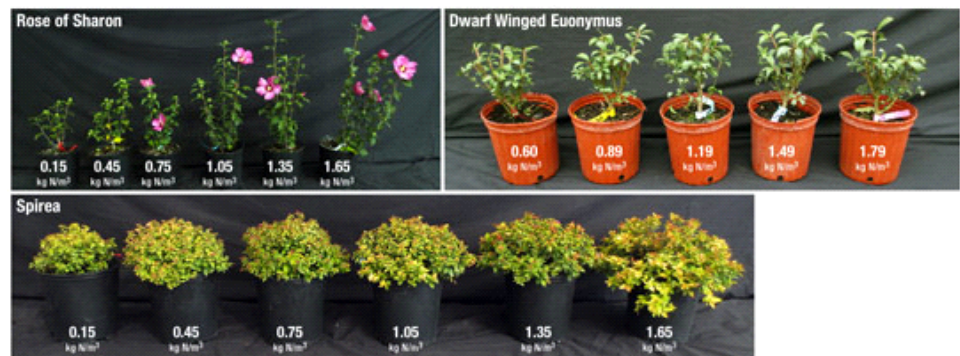 Rose of Sharon
0.15
kg N/m³
0.45
kg N/m³
0.75
kg N/m³
1.05
kg N/m³
1.35
kg N/m³
1.65
kg N/m³
Dwarf Winged Euonymus
0.60
kg N/m³
0.89
kg N/m³
1.19
kg N/m³
1.49
kg N/m³
1.79
kg N/m³
Spirea
0.15
kg N/m³
0.45
kg N/m³
0.75
kg N/m³
1.05
kg N/m³
1.35
kg N/m³
1.65
kg N/m³